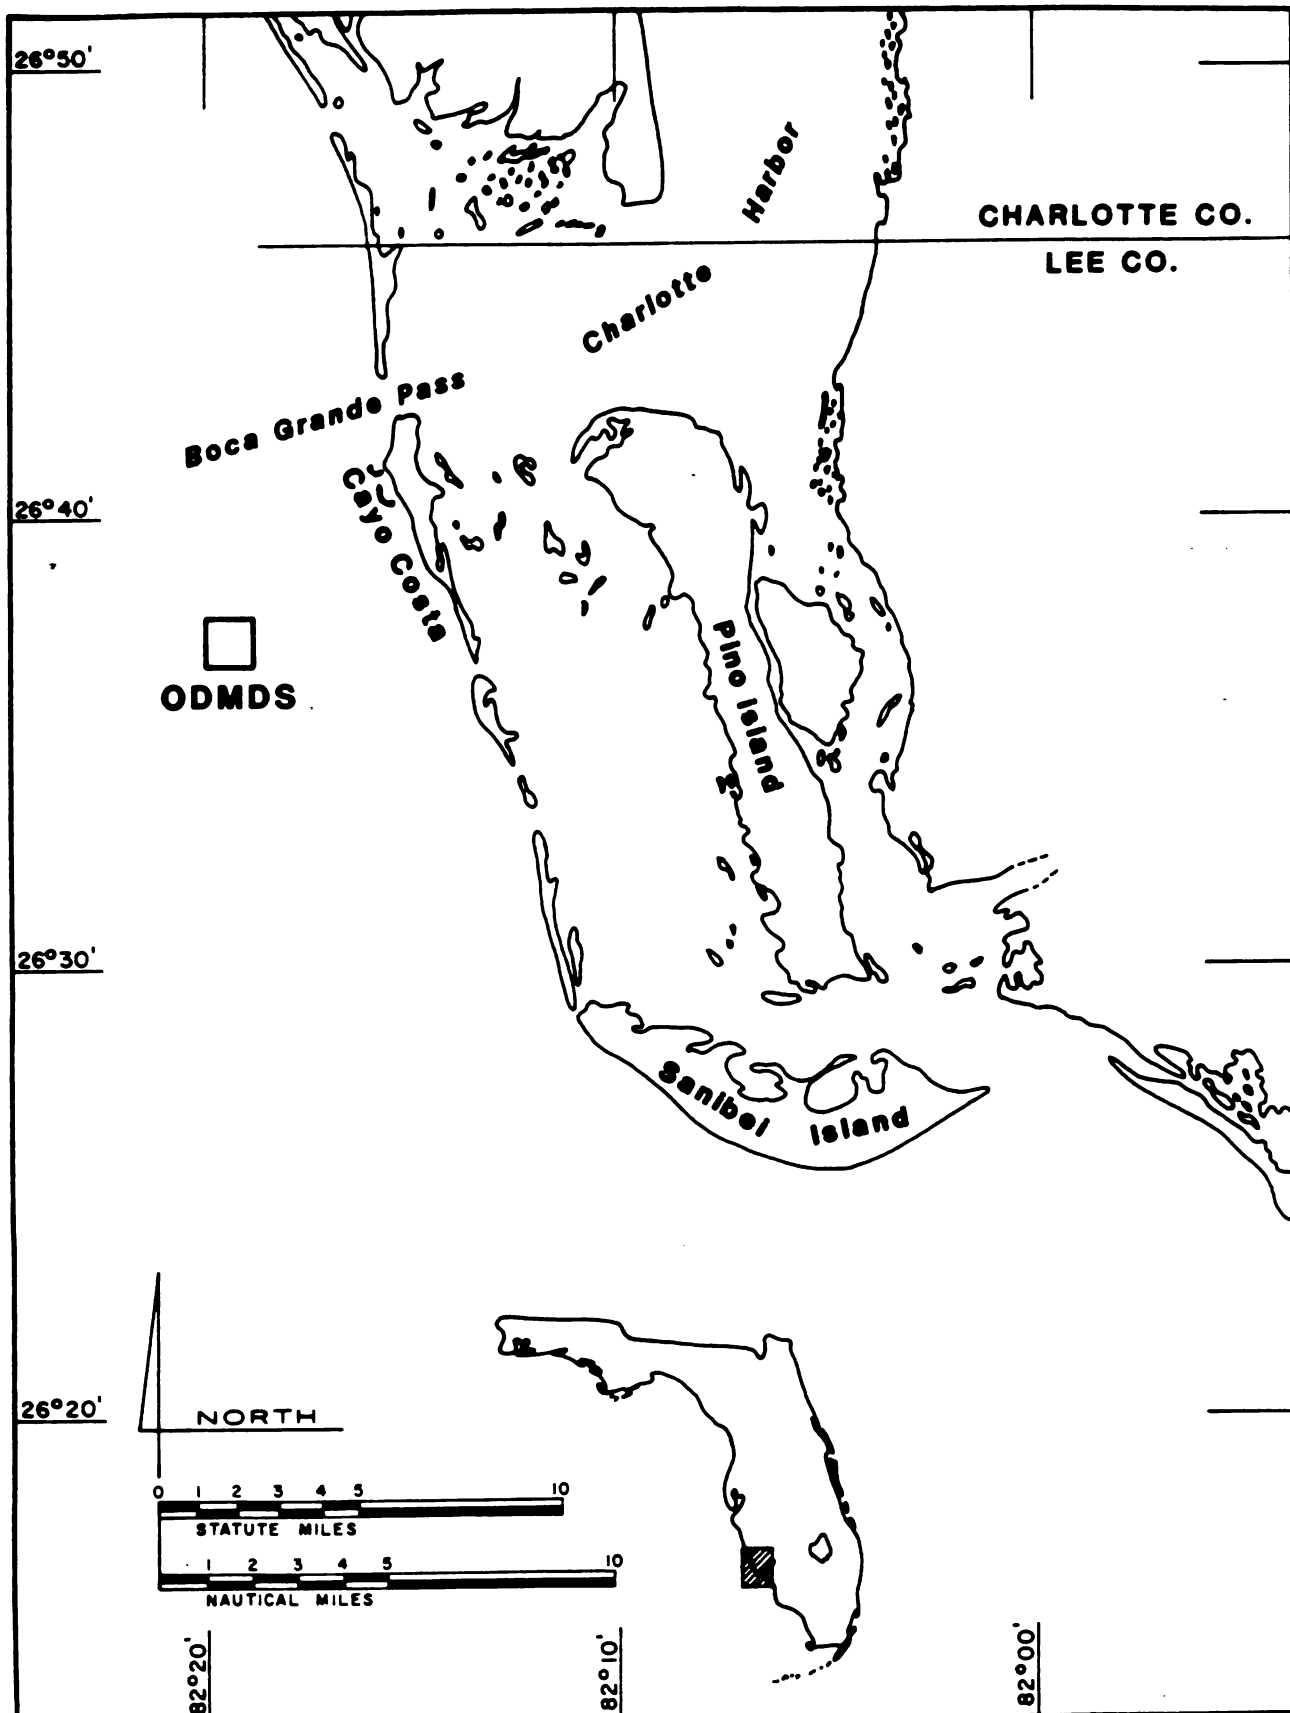 26°50'
Harbor
CHARLOTTE CO.
LEE CO.
Charlotte
Boca Grande Pass
26°40'
Cayo Costa
ODMDS
Pine Island
26°30'
Sanibel Island
26°20'
NORTH
0 1 2 3 4 5 10
STATUTE MILES
1 2 3 4 5 10
NAUTICAL MILES
82°20'
82°10'
82°00'